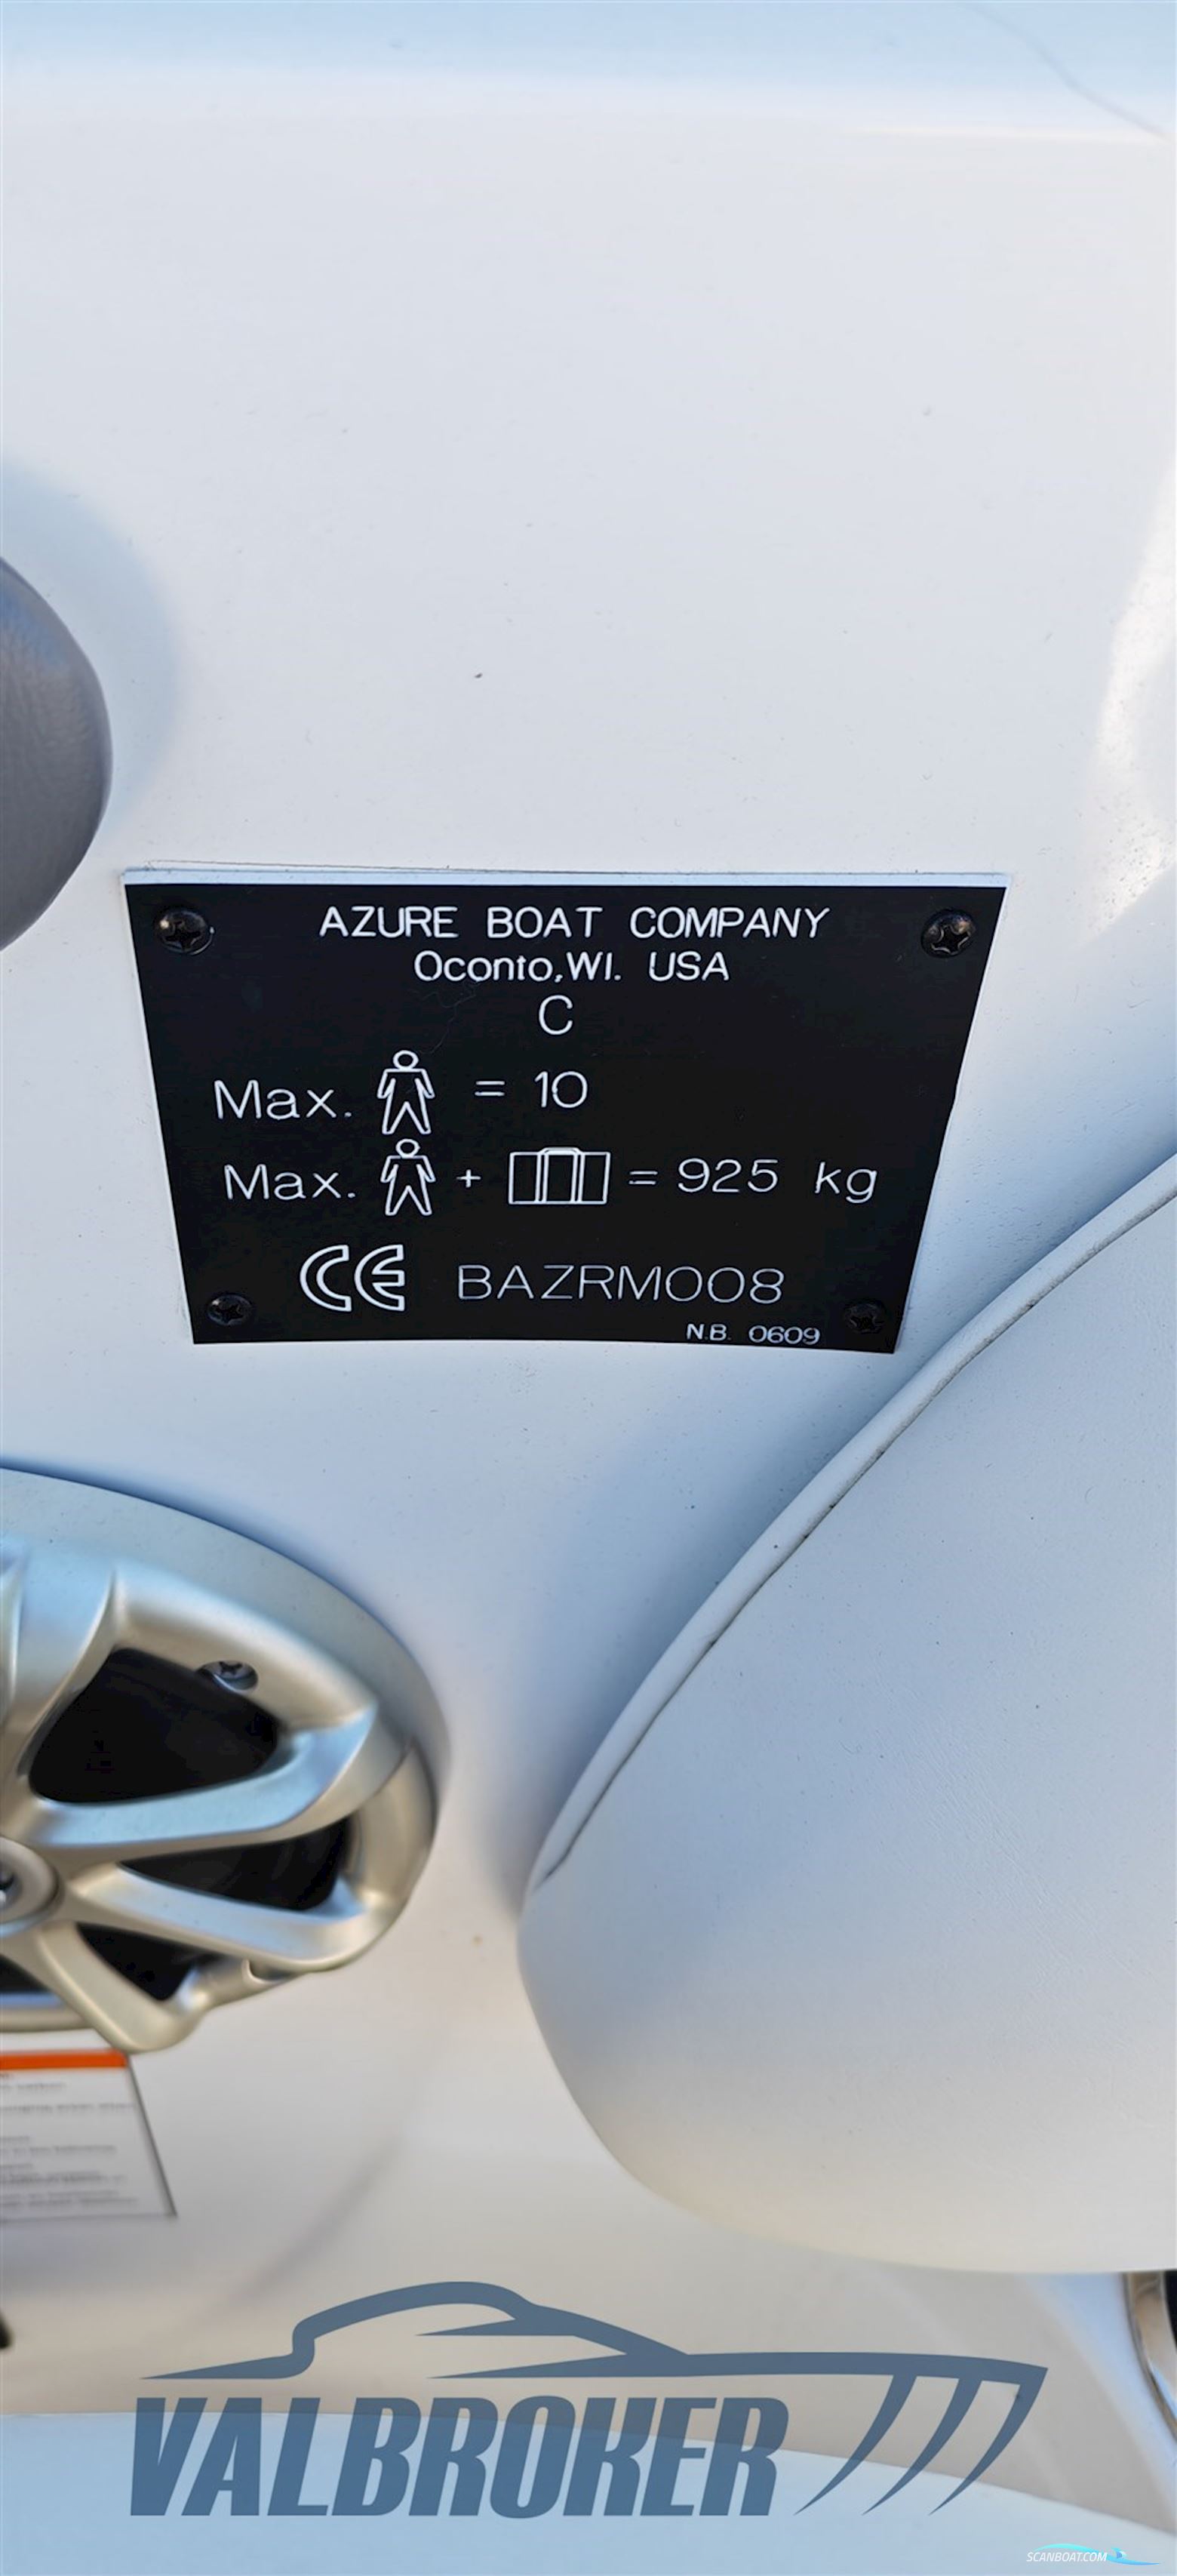 AZURE BOAT COMPANY
Oconto,WI. USA
C
Max. = 10
Max. + = 925 kg
CE BAZRM008
N.B. 0609
VALBROKER
SCANBOAT.COM